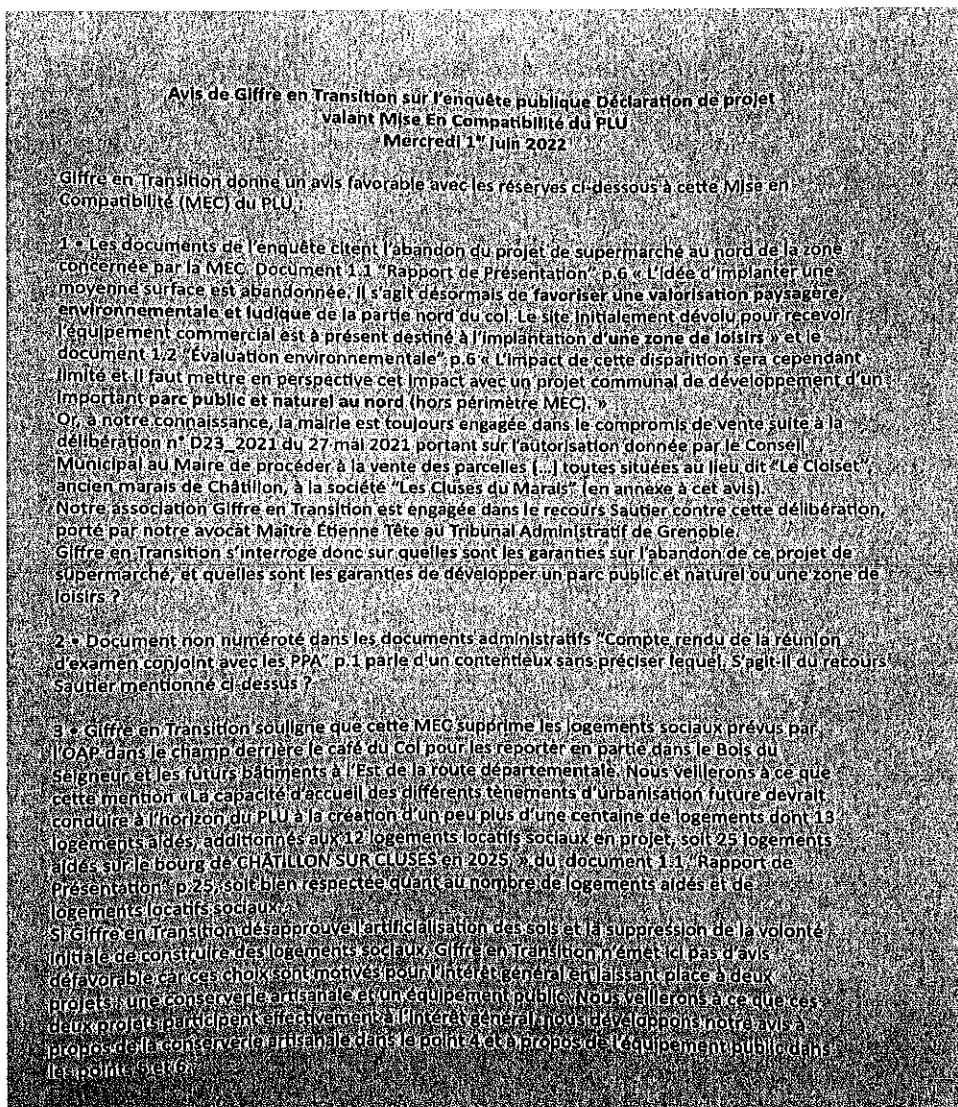 Avis de Giffre en Transition sur l'enquête publique Déclaration de projet
valant Mise En Compatibilité du PLU
Mercredi 1er juin 2022
Giffre en Transition donne un avis favorable avec les réserves ci-dessous à cette Mise en
Compatibilité (MEC) du PLU :
1 • Les documents de l'enquête citent l'abandon du projet de supermarché au nord de la zone
concernée par la MEC. Document 1.1 "Rapport de Présentation" p.6 « L'idée d'implanter une
moyenne surface est abandonnée. Il s'agit désormais de favoriser une valorisation paysagère,
environnementale et ludique de la partie nord du col. Le site initialement dévolu pour recevoir
l'équipement commercial est à présent destiné à l'implantation d'une zone de loisirs » et le
document 1.2 "Évaluation environnementale" p.6 « L'impact de cette disparition sera cependant
limité et il faut mettre en perspective cet impact avec un projet communal de développement d'un
important parc public et naturel au nord (hors périmètre MEC). »
Or, à notre connaissance, la mairie est toujours engagée dans le compromis de vente suite à la
délibération n° D23_2021 du 27 mai 2021 portant sur l'autorisation donnée par le Conseil
Municipal au Maire de procéder à la vente des parcelles [...] toutes situées au lieu dit "Le Cloiset",
ancien marais de Châtillon, à la société "Les Cluses du Marais" (en annexe à cet avis).
Notre association Giffre en Transition est engagée dans le recours Sautier contre cette délibération,
porté par notre avocat Maître Étienne Tête au Tribunal Administratif de Grenoble.
Giffre en Transition s'interroge donc sur quelles sont les garanties sur l'abandon de ce projet de
supermarché, et quelles sont les garanties de développer un parc public et naturel ou une zone de
loisirs ?
2 • Document non numéroté dans les documents administratifs "Compte rendu de la réunion
d'examen conjoint avec les PPA" p.1 parle d'un contentieux sans préciser lequel. S'agit-il du recours
Sautier mentionné ci-dessus ?
3 • Giffre en Transition souligne que cette MEC supprime les logements sociaux prévus par
l'OAP dans le champ derrière le café du Col pour les reporter en partie dans le Bois du
Seigneur et les futurs bâtiments à l'Est de la route départementale. Nous veillerons à ce que
cette mention «La capacité d'accueil des différents tènements d'urbanisation future devrait
conduire à l'horizon du PLU à la création d'un peu plus d'une centaine de logements dont 13
logements aidés, additionné aux 12 logements locatifs sociaux en projet, soit 25 logements
aidés sur le bourg de CHÂTILLON SUR CLUSES en 2025. » du document 1.1 "Rapport de
Présentation" p.25, soit bien respectée quant au nombre de logements aidés et de
logements locatifs sociaux.
Si Giffre en Transition désapprouve l'artificialisation des sols et la suppression de la volonté
initiale de construire des logements sociaux, Giffre en Transition n'émet ici pas d'avis
défavorable car ces choix sont motivés pour l'intérêt général en laissant place à deux
projets : une conserverie artisanale et un équipement public. Nous veillerons à ce que ces
deux projets participent effectivement à l'intérêt général, nous développons notre avis à
propos de la conserverie artisanale dans le point 4 et à propos de l'équipement public dans
les points et 6.